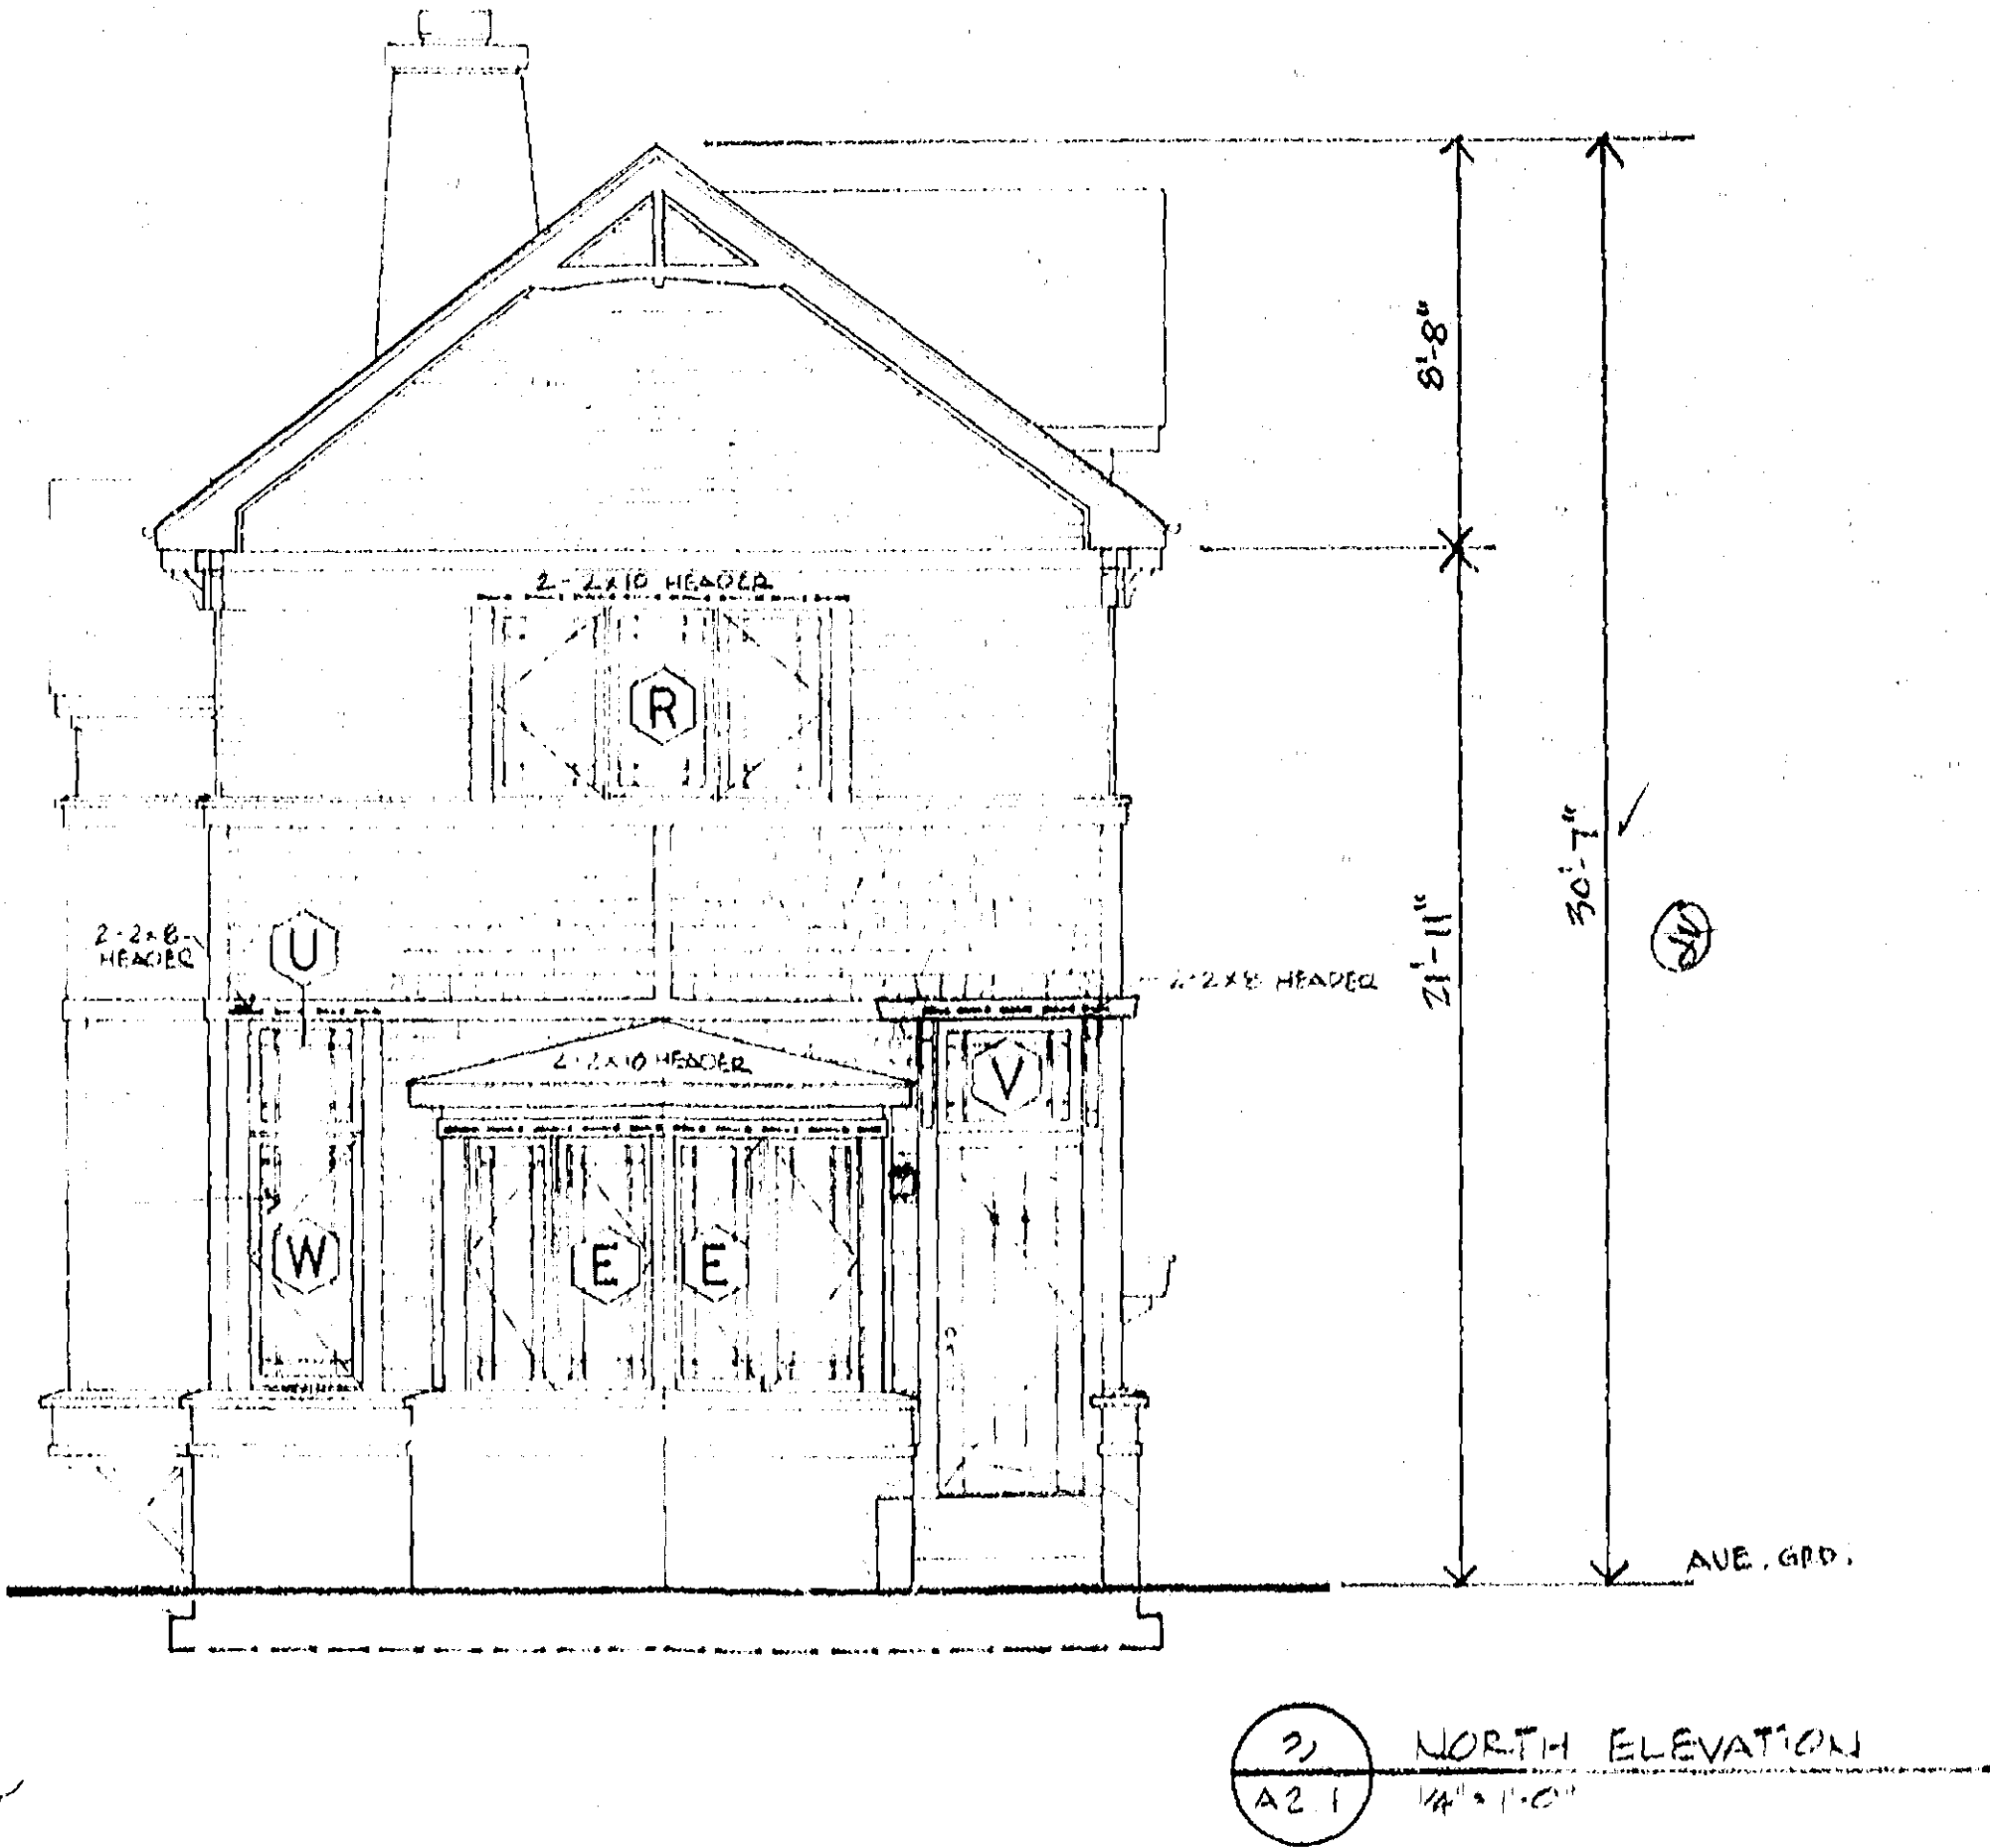 8'-8"
2-2x10 HEADER
R
30'-7"
21'-11"
2-2x8
HEADER
U
2-2x8 HEADER
2-2x10 HEADER
V
W
E
E
AVE. GRD.
NORTH ELEVATION
A2.1
1/4" = 1'-0"